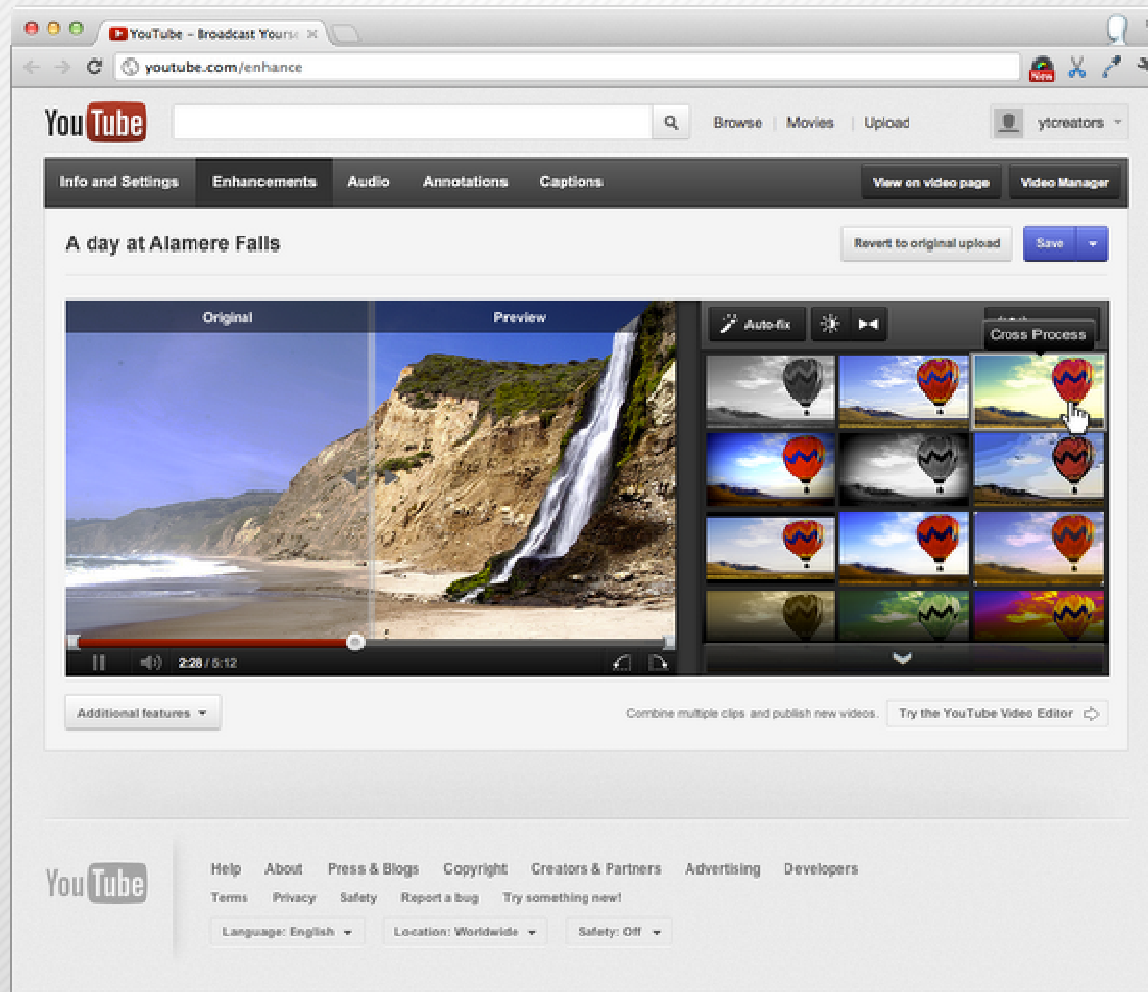 YouTube - Broadcast Yourse
youtube.com/enhance
New
YouTube
Browse | Movies | Upload
ytcreators
Info and Settings Enhancements Audio Annotations Captions
View on video page Video Manager
A day at Alamere Falls
Revert to original upload Save
Original Preview
Auto-fix
Cross Process
2:28 / 5:12
Additional features
Combine multiple clips and publish new videos. Try the YouTube Video Editor
YouTube
Help About Press & Blogs Copyright Creators & Partners Advertising Developers
Terms Privacy Safety Report a bug Try something new!
Language: English Location: Worldwide Safety: Off